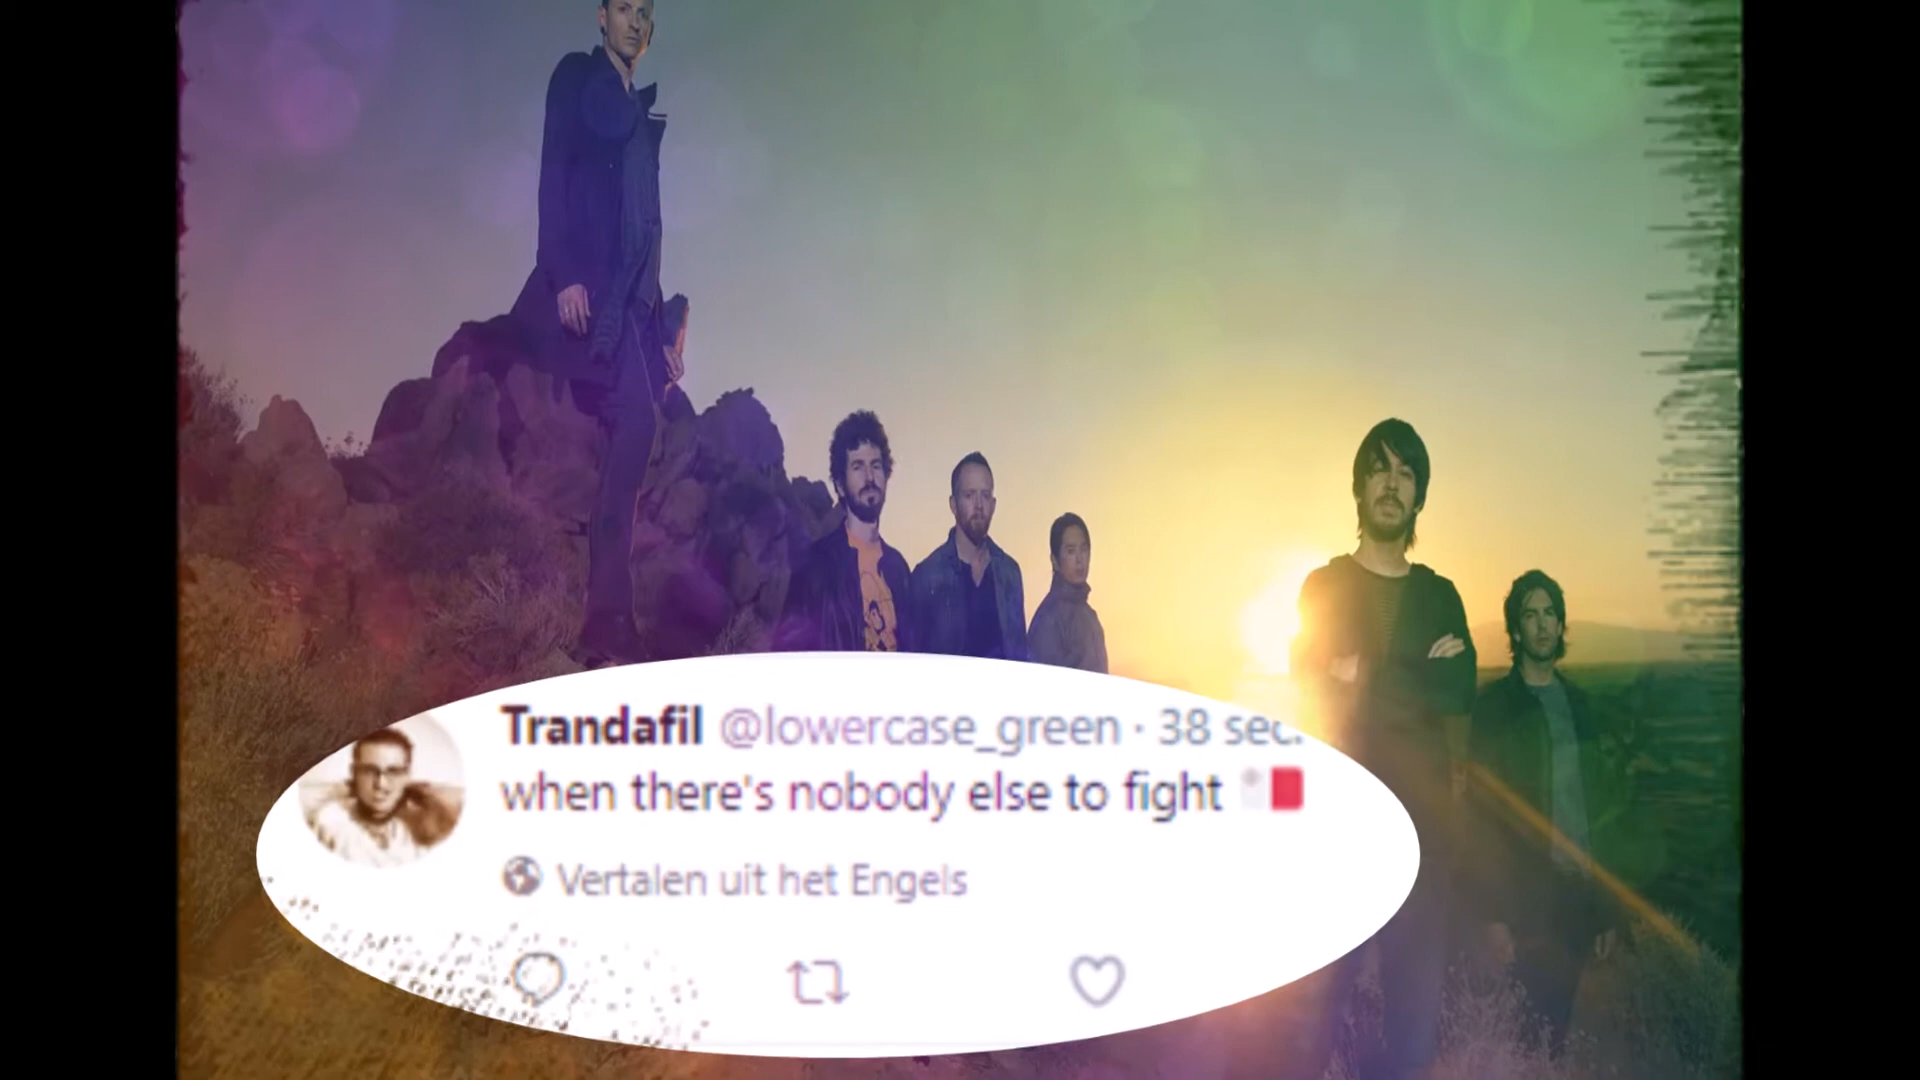 Trandafil @lowercase_green · 38 sec.
when there's nobody else to fight 🇲🇹
Vertalen uit het Engels